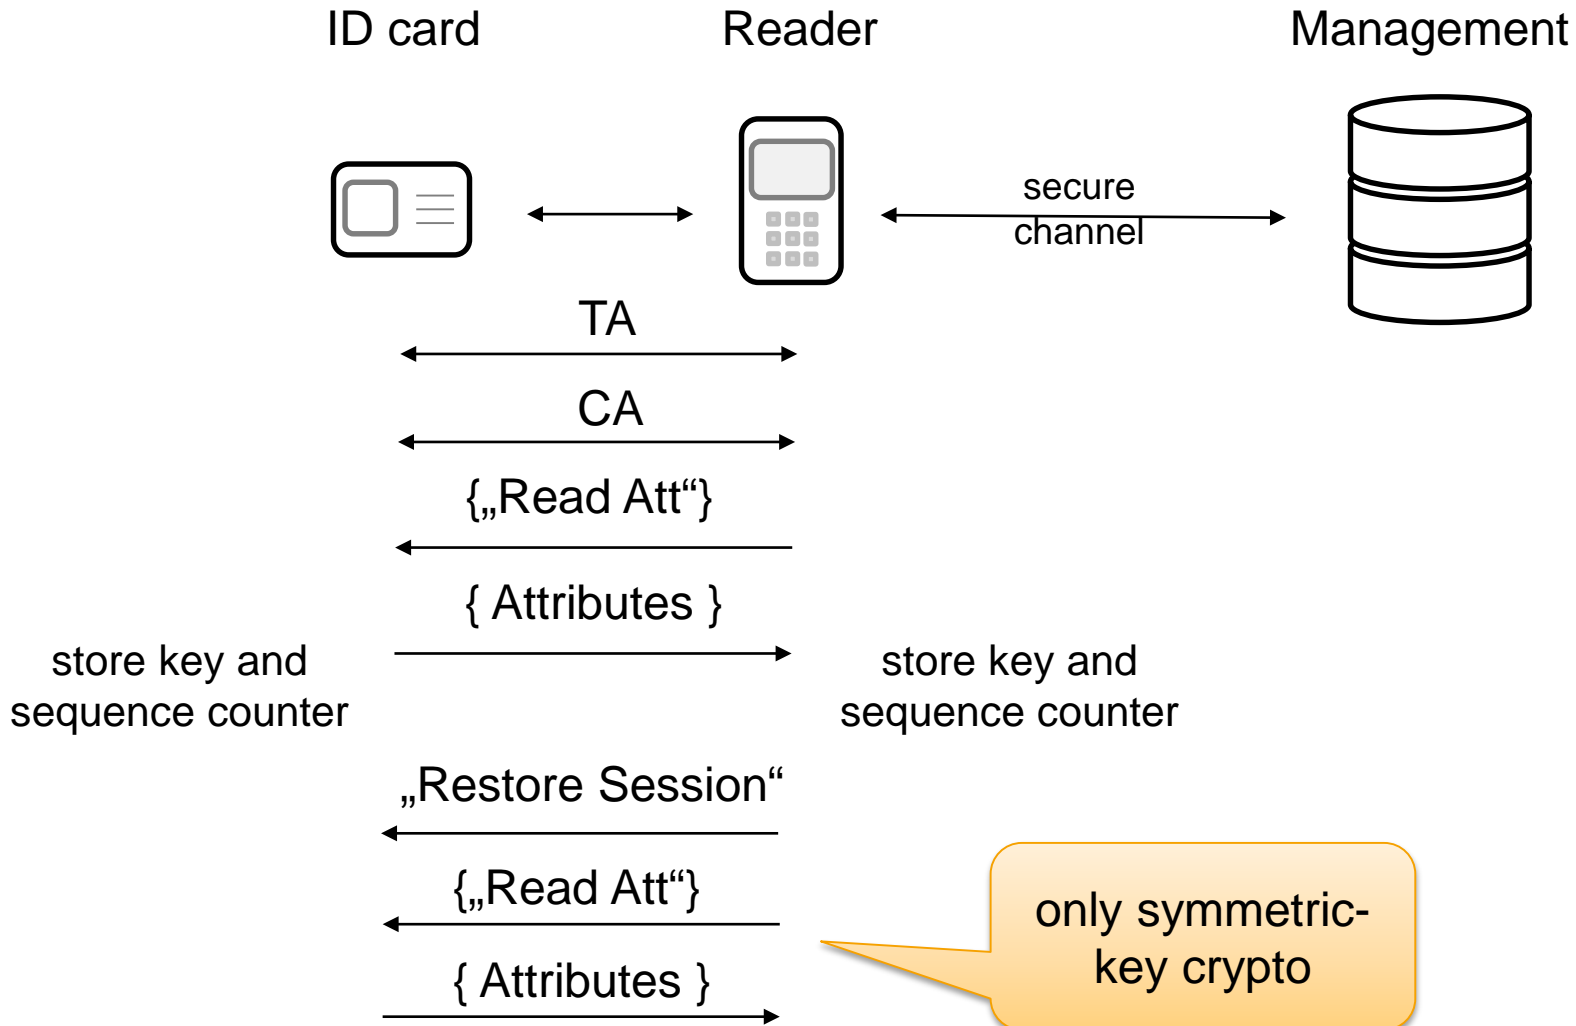 ID card
Reader
Management
secure
channel
TA
CA
{„Read Att“}
{ Attributes }
store key and
sequence counter
store key and
sequence counter
„Restore Session“
{„Read Att“}
{ Attributes }
only symmetric-
key crypto